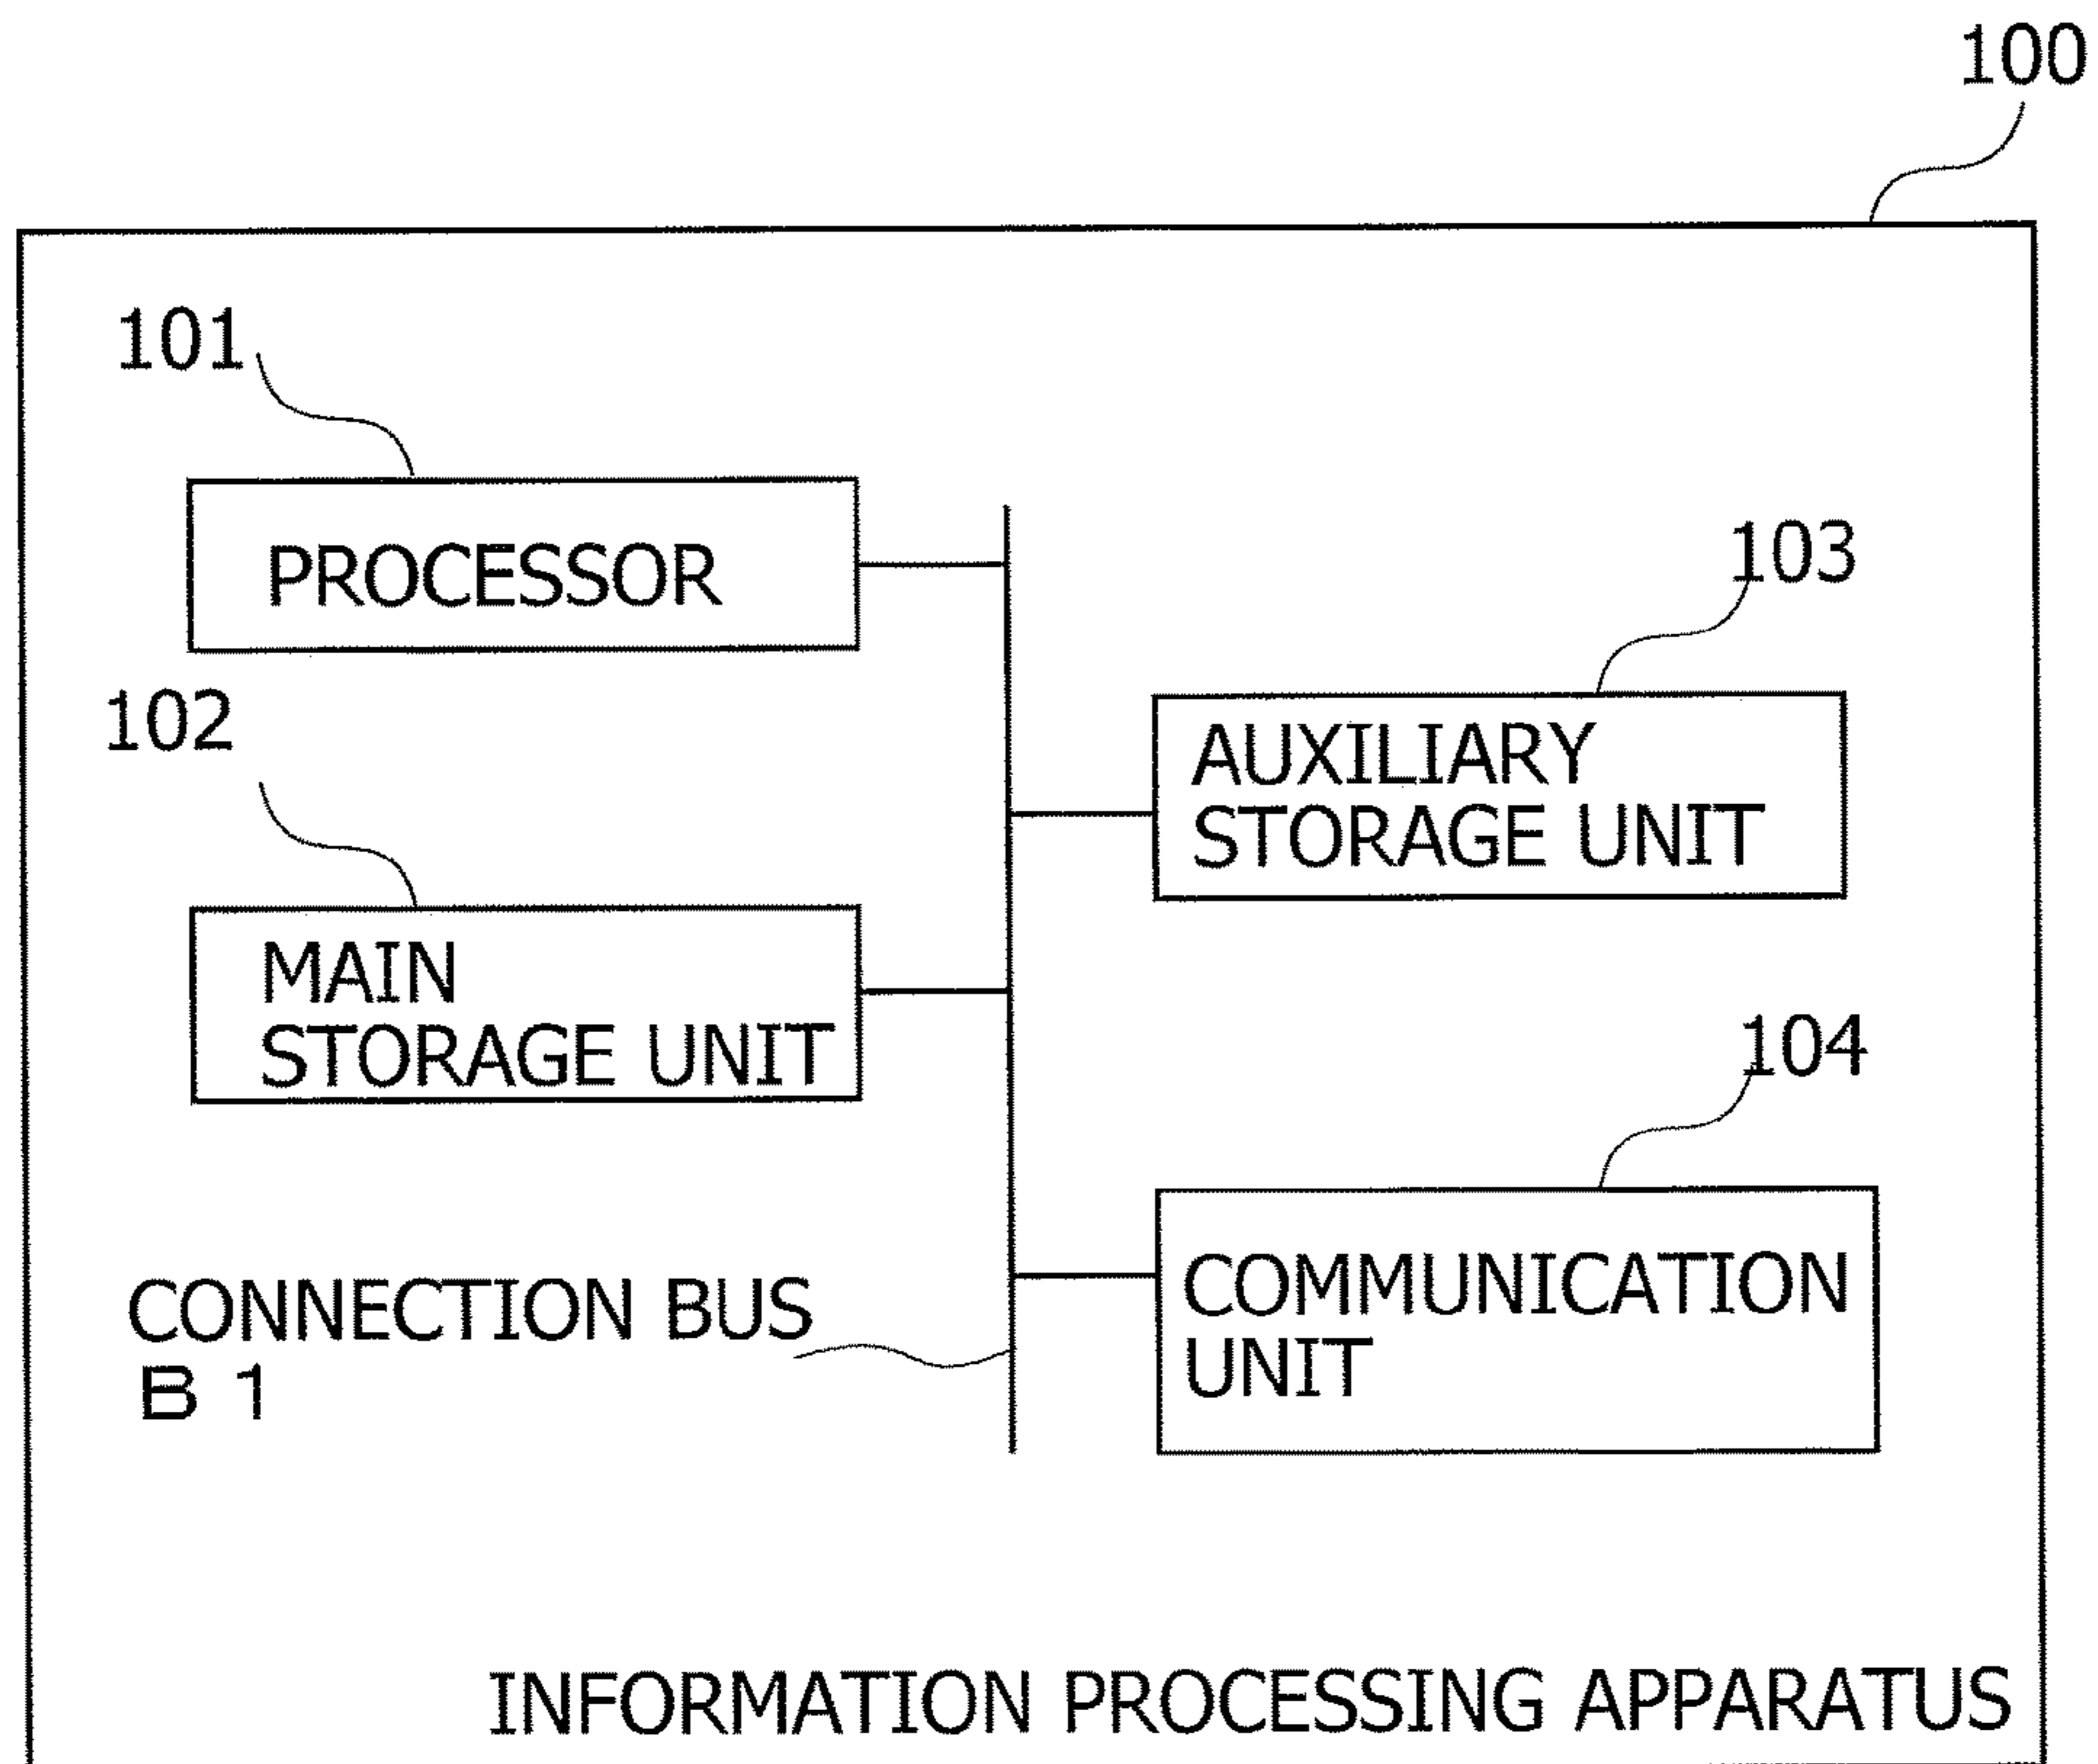 100
101
PROCESSOR
103
102
AUXILIARY
STORAGE UNIT
MAIN
STORAGE UNIT
104
CONNECTION BUS
B 1
COMMUNICATION
UNIT
INFORMATION PROCESSING APPARATUS